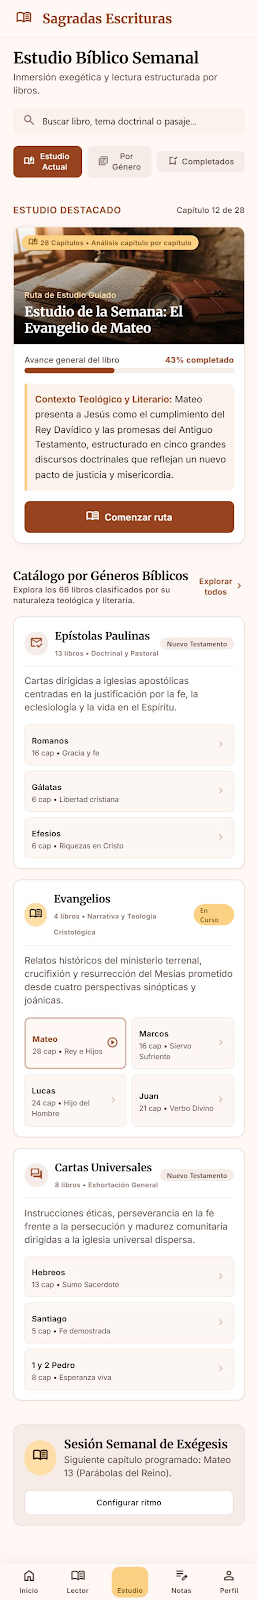 Sagradas Escrituras
Estudio Bíblico Semanal
Inmersión exegética y lectura estructurada por
libros.
Buscar libro, tema doctrinal o pasaje...
Estudio
Actual
Por
Género
Completados
ESTUDIO DESTACADO
Capítulo 12 de 28
28 Capítulos • Análisis capítulo por capítulo
Ruta de Estudio Guiado
Estudio de la Semana: El
Evangelio de Mateo
Avance general del libro
43% completado
Contexto Teológico y Literario: Mateo
presenta a Jesús como el cumplimiento del
Rey Davídico y las promesas del Antiguo
Testamento, estructurado en cinco grandes
discursos doctrinales que reflejan un nuevo
pacto de justicia y misericordia.
Comenzar ruta
Catálogo por Géneros Bíblicos
Explora los 66 libros clasificados por su
naturaleza teológica y literaria.
Explorar
todos
Epístolas Paulinas
13 libros • Doctrinal y Pastoral
Nuevo Testamento
Cartas dirigidas a iglesias apostólicas
centradas en la justificación por la fe, la
eclesiología y la vida en el Espíritu.
Romanos
16 cap • Gracia y fe
Gálatas
6 cap • Libertad cristiana
Efesios
6 cap • Riquezas en Cristo
Evangelios
4 libros • Narrativa y Teología
Cristológica
En
Curso
Relatos históricos del ministerio terrenal,
crucifixión y resurrección del Mesías prometido
desde cuatro perspectivas sinópticas y
joánicas.
Mateo
28 cap • Rey e Hijos
Marcos
16 cap • Siervo
Sufriente
Lucas
24 cap • Hijo del
Hombre
Juan
21 cap • Verbo Divino
Cartas Universales
8 libros • Exhortación General
Nuevo Testamento
Instrucciones éticas, perseverancia en la fe
frente a la persecución y madurez comunitaria
dirigidas a la iglesia universal dispersa.
Hebreos
13 cap • Sumo Sacerdote
Santiago
5 cap • Fe demostrada
1 y 2 Pedro
8 cap • Esperanza viva
Sesión Semanal de Exégesis
Siguiente capítulo programado: Mateo
13 (Parábolas del Reino).
Configurar ritmo
Inicio
Lector
Estudio
Notas
Perfil